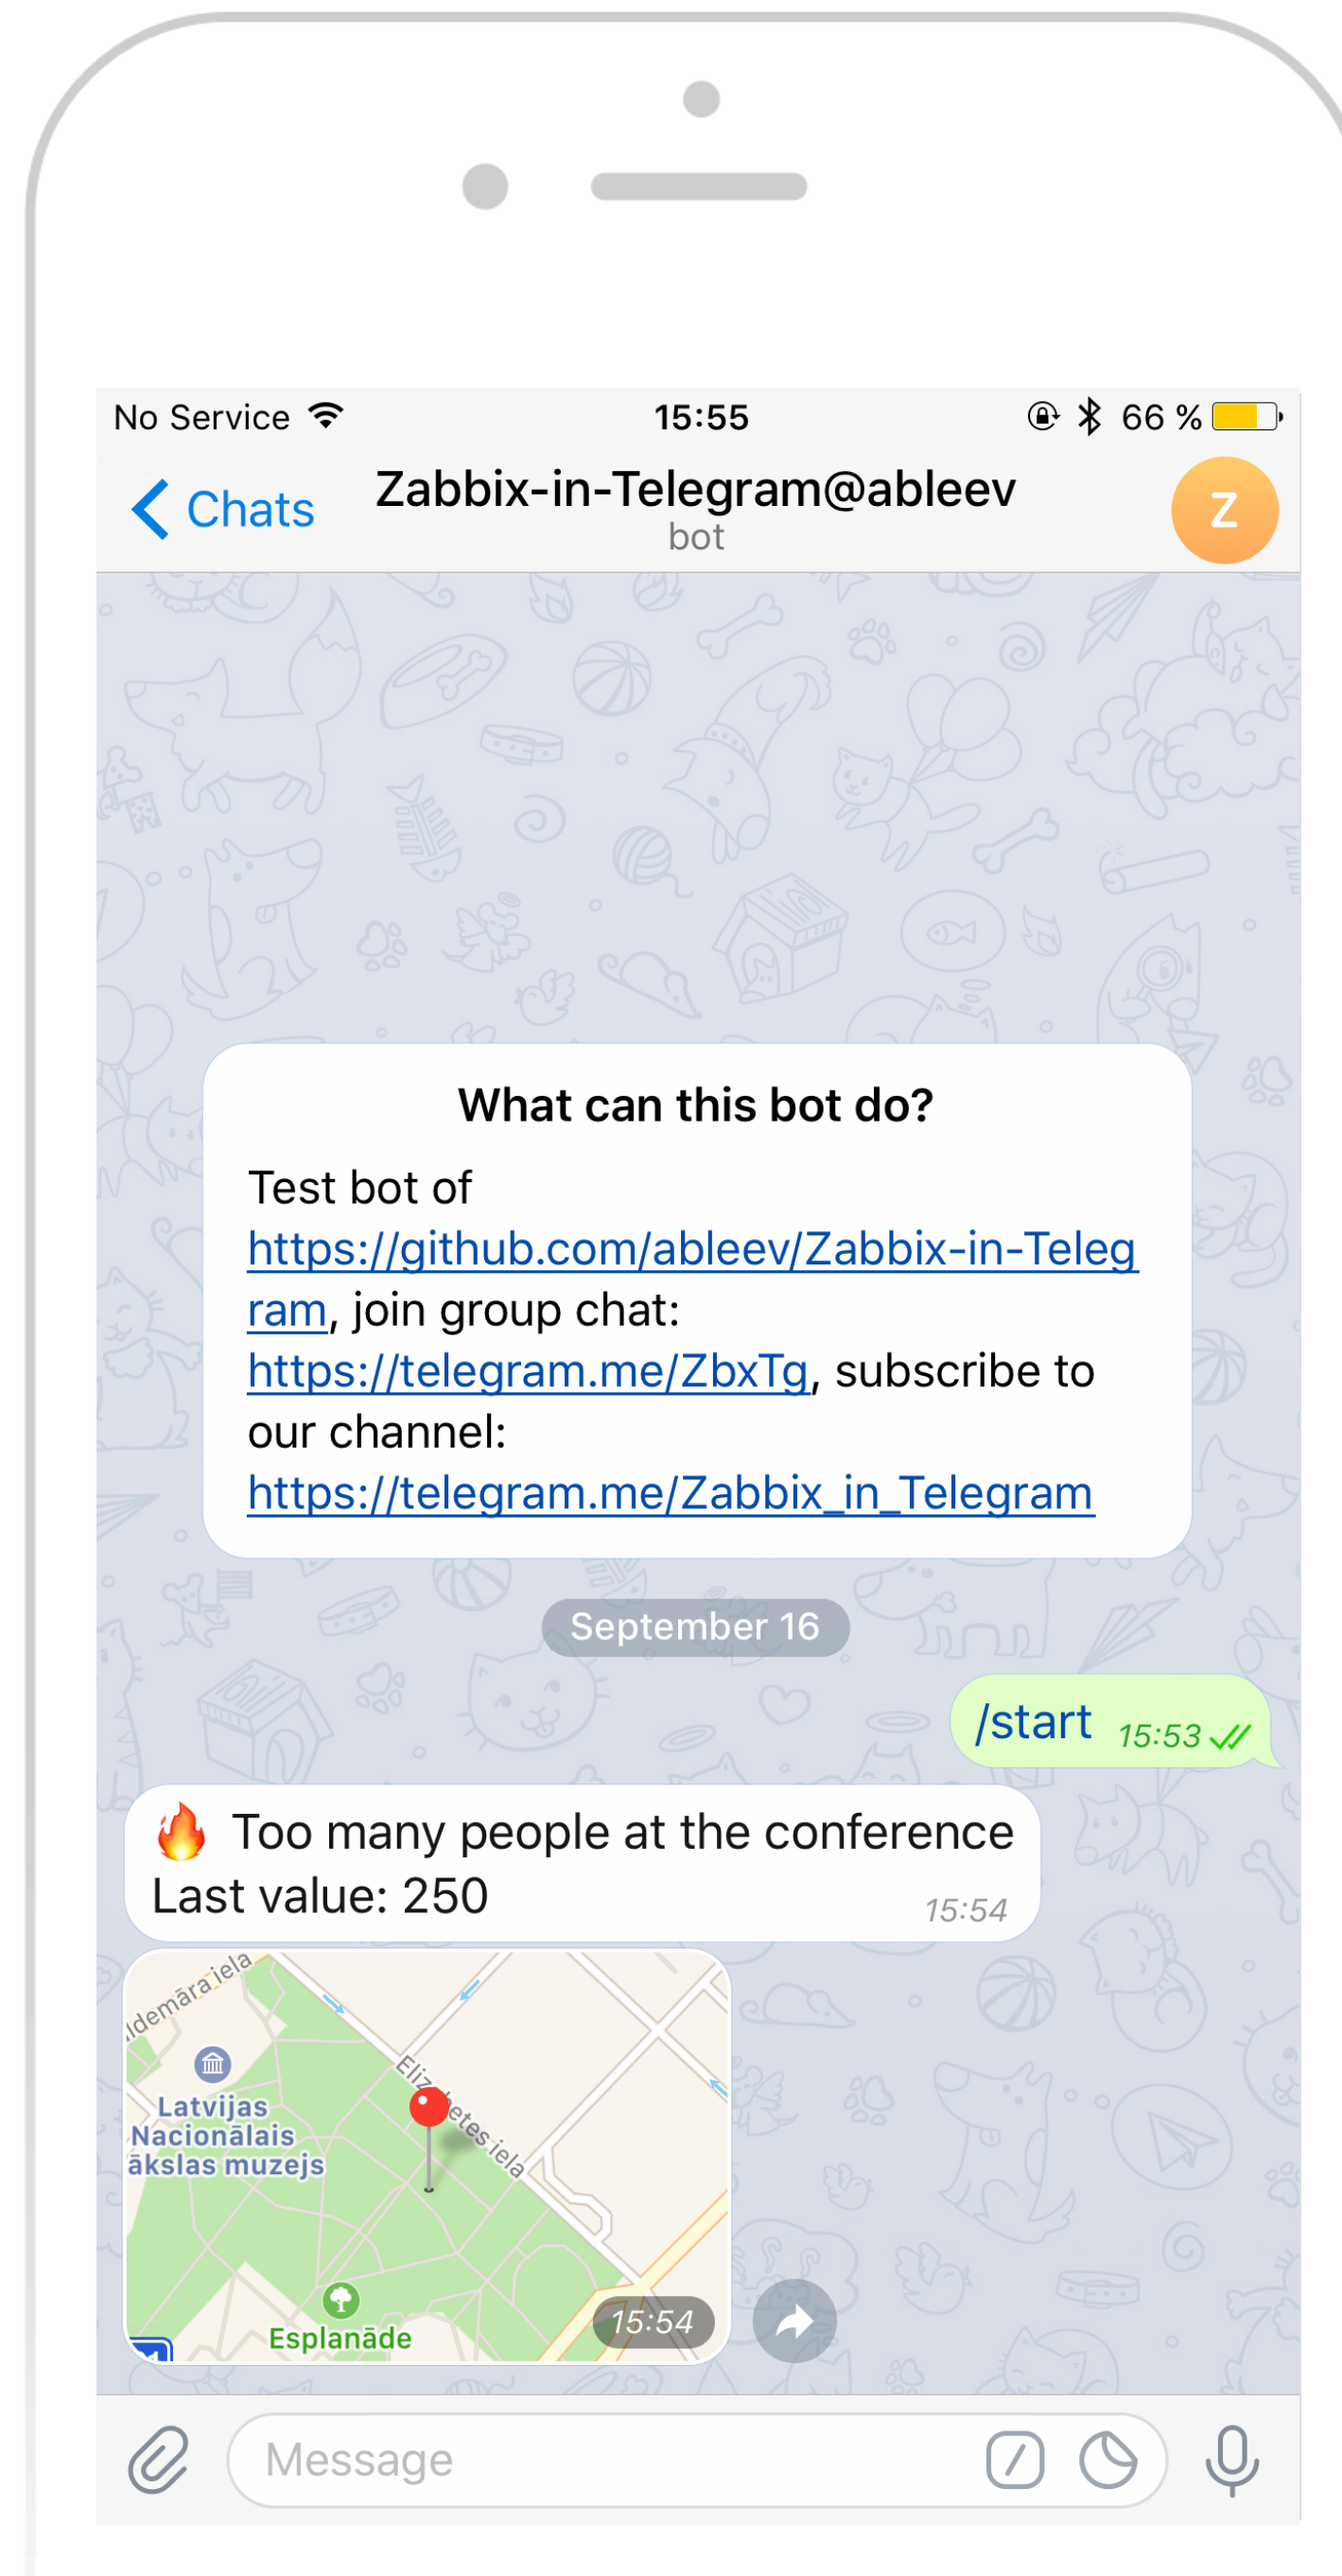 No Service 15:55 66 %
Chats Zabbix-in-Telegram@ableev Z
bot
What can this bot do?
Test bot of
https://github.com/ableev/Zabbix-in-Teleg
ram, join group chat:
https://telegram.me/ZbxTg, subscribe to
our channel:
https://telegram.me/Zabbix_in_Telegram
September 16
/start 15:53
🔥 Too many people at the conference
Last value: 250 15:54
ldemāra iela
Latvijas
Nacionālais
ākslas muzejs
iela
Esplanāde
15:54
Message